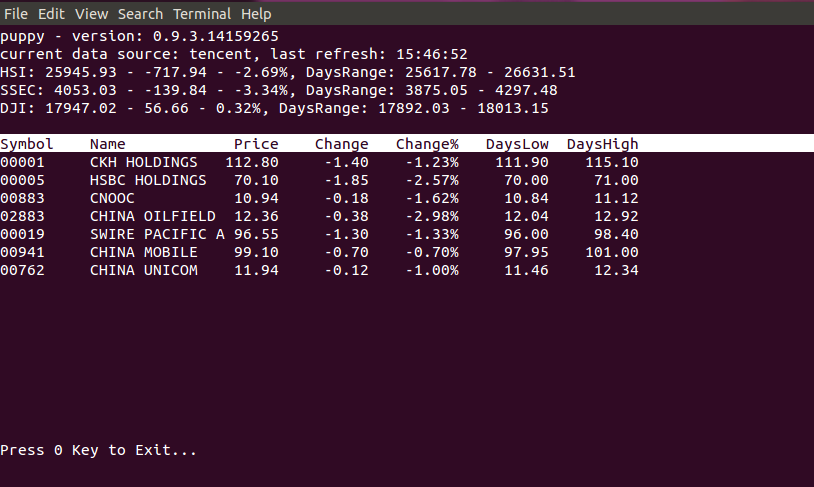 File Edit View Search Terminal Help
puppy - version: 0.9.3.14159265
current data source: tencent, last refresh: 15:46:52
HSI: 25945.93 - -717.94 - -2.69%, DaysRange: 25617.78 - 26631.51
SSEC: 4053.03 - -139.84 - -3.34%, DaysRange: 3875.05 - 4297.48
DJI: 17947.02 - 56.66 - 0.32%, DaysRange: 17892.03 - 18013.15
Symbol Name Price Change Change% DaysLow DaysHigh
00001 CKH HOLDINGS 112.80 -1.40 -1.23% 111.90 115.10
00005 HSBC HOLDINGS 70.10 -1.85 -2.57% 70.00 71.00
00883 CNOOC 10.94 -0.18 -1.62% 10.84 11.12
02883 CHINA OILFIELD 12.36 -0.38 -2.98% 12.04 12.92
00019 SWIRE PACIFIC A 96.55 -1.30 -1.33% 96.00 98.40
00941 CHINA MOBILE 99.10 -0.70 -0.70% 97.95 101.00
00762 CHINA UNICOM 11.94 -0.12 -1.00% 11.46 12.34
Press 0 Key to Exit...